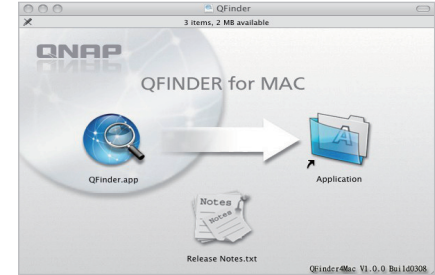 QFinder
3 items, 2 MB available
QNAP
QFINDER for MAC
A
QFinder.app
Application
Notes
Notes
Release Notes.txt
QFinder4Mac V1.0.0 Build0308